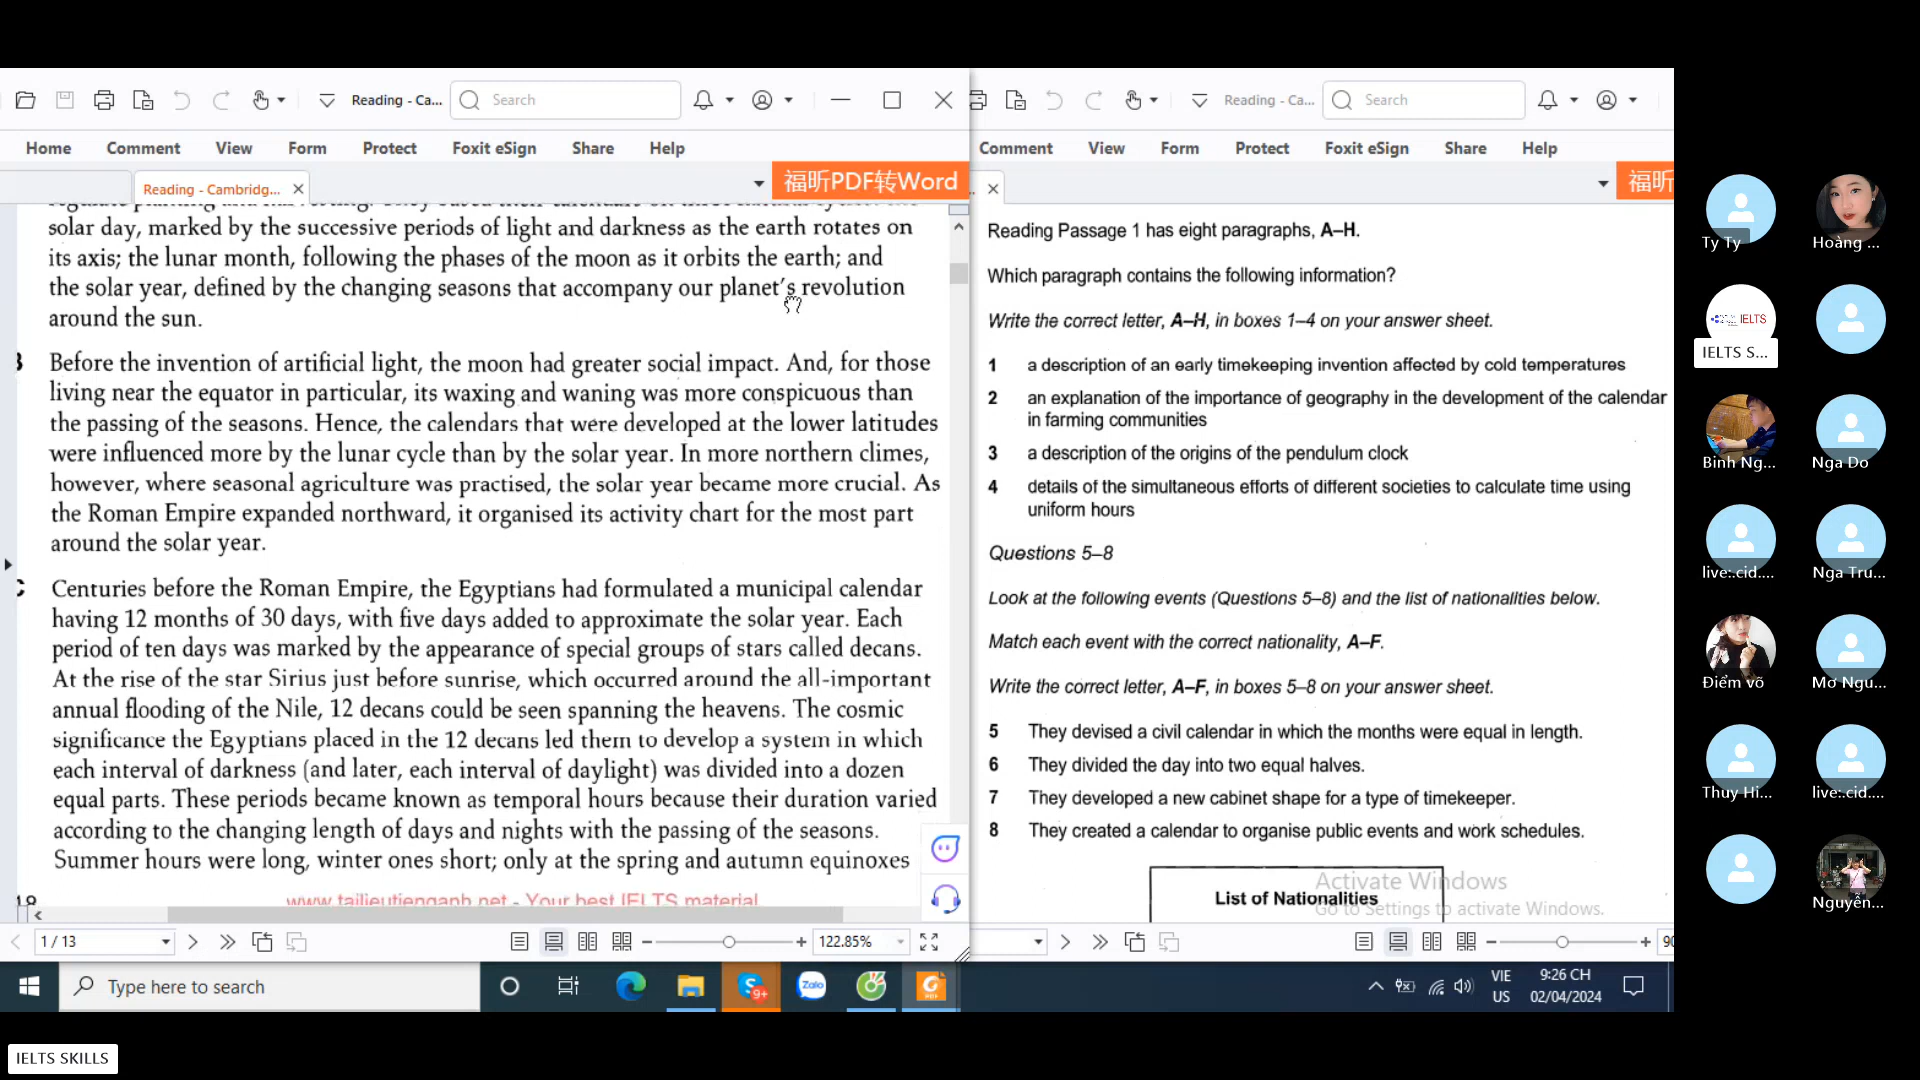 Reading - Ca...
Search
Reading - Ca...
Search
Home Comment View Form Protect Foxit eSign Share Help
Comment View Form Protect Foxit eSign Share Help
Reading - Cambridg...
福昕PDF转Word
福昕
solar day, marked by the successive periods of light and darkness as the earth rotates on
its axis; the lunar month, following the phases of the moon as it orbits the earth; and
the solar year, defined by the changing seasons that accompany our planet's revolution
around the sun.
Before the invention of artificial light, the moon had greater social impact. And, for those
living near the equator in particular, its waxing and waning was more conspicuous than
the passing of the seasons. Hence, the calendars that were developed at the lower latitudes
were influenced more by the lunar cycle than by the solar year. In more northern climes,
however, where seasonal agriculture was practised, the solar year became more crucial. As
the Roman Empire expanded northward, it organised its activity chart for the most part
around the solar year.
Centuries before the Roman Empire, the Egyptians had formulated a municipal calendar
having 12 months of 30 days, with five days added to approximate the solar year. Each
period of ten days was marked by the appearance of special groups of stars called decans.
At the rise of the star Sirius just before sunrise, which occurred around the all-important
annual flooding of the Nile, 12 decans could be seen spanning the heavens. The cosmic
significance the Egyptians placed in the 12 decans led them to develop a system in which
each interval of darkness (and later, each interval of daylight) was divided into a dozen
equal parts. These periods became known as temporal hours because their duration varied
according to the changing length of days and nights with the passing of the seasons.
Summer hours were long, winter ones short; only at the spring and autumn equinoxes
www.tailieutienganh.net - Your best IELTS material
Reading Passage 1 has eight paragraphs, A–H.
Which paragraph contains the following information?
Write the correct letter, A–H, in boxes 1–4 on your answer sheet.
1 a description of an early timekeeping invention affected by cold temperatures
2 an explanation of the importance of geography in the development of the calendar
in farming communities
3 a description of the origins of the pendulum clock
4 details of the simultaneous efforts of different societies to calculate time using
uniform hours
Questions 5–8
Look at the following events (Questions 5–8) and the list of nationalities below.
Match each event with the correct nationality, A–F.
Write the correct letter, A–F, in boxes 5–8 on your answer sheet.
5 They devised a civil calendar in which the months were equal in length.
6 They divided the day into two equal halves.
7 They developed a new cabinet shape for a type of timekeeper.
8 They created a calendar to organise public events and work schedules.
List of Nationalities
Activate Windows
Go to Settings to activate Windows.
1 / 13
122.85%
90
Type here to search
Zalo
VIE
US
9:26 CH
02/04/2024
Ty Ty
Hoàng ...
IELTS
IELTS S...
Binh Ng...
Nga Do
live:.cid....
Nga Tru...
Điểm võ
Mơ Ngu...
Thuy Hi...
live:.cid....
Nguyễn...
IELTS SKILLS